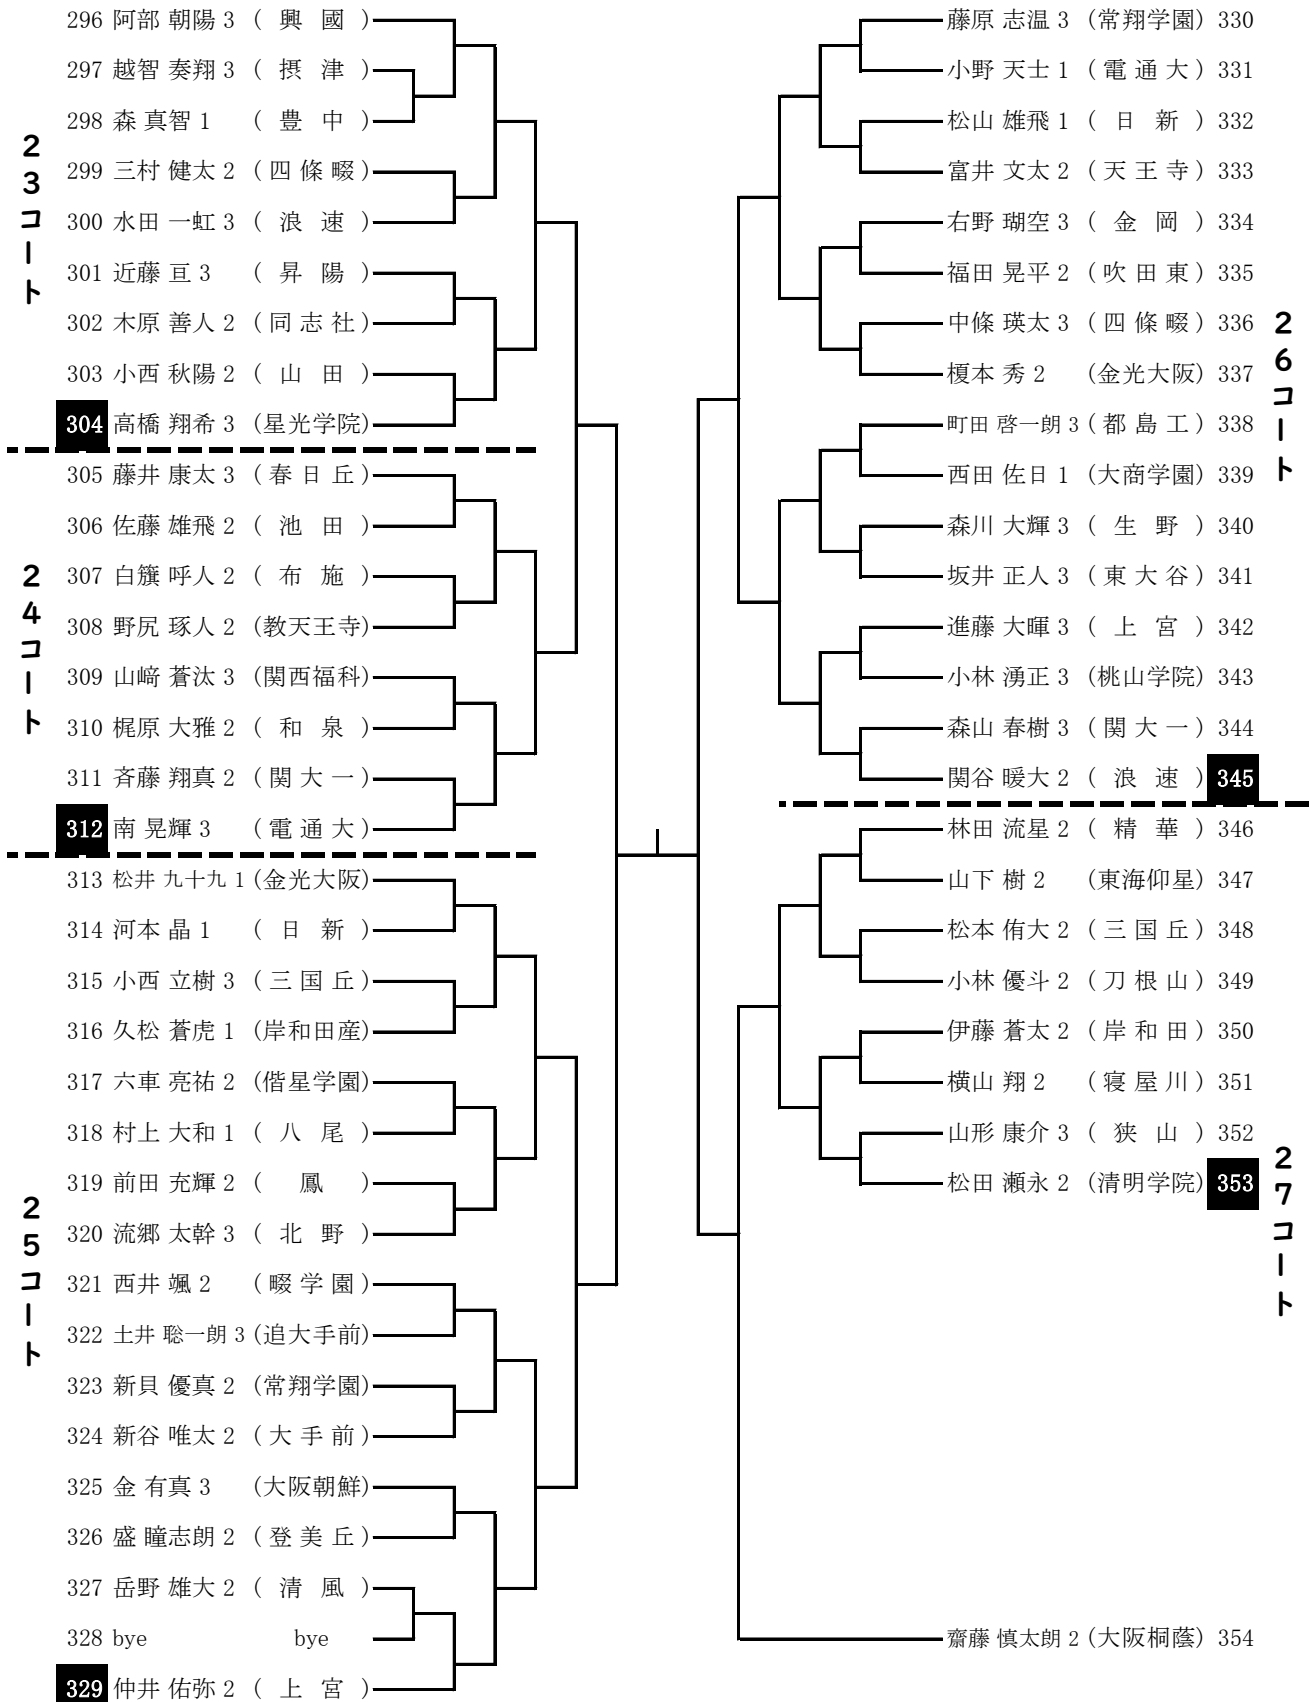 23コート
296 阿部 朝陽 3 ( 興 國 )
297 越智 奏翔 3 ( 摂 津 )
298 森 真智 1 ( 豊 中 )
299 三村 健太 2 ( 四 條 畷 )
300 水田 一虹 3 ( 浪 速 )
301 近藤 亘 3 ( 昇 陽 )
302 木原 善人 2 ( 同 志 社 )
303 小西 秋陽 2 ( 山 田 )
304 高橋 翔希 3 (星光学院)
24コート
305 藤井 康太 3 ( 春 日 丘 )
306 佐藤 雄飛 2 ( 池 田 )
307 白籏 呼人 2 ( 布 施 )
308 野尻 琢人 2 (教天王寺)
309 山﨑 蒼汰 3 (関西福科)
310 梶原 大雅 2 ( 和 泉 )
311 斉藤 翔真 2 ( 関 大 一 )
312 南 晃輝 3 ( 電 通 大 )
25コート
313 松井 九十九 1 (金光大阪)
314 河本 晶 1 ( 日 新 )
315 小西 立樹 3 ( 三 国 丘 )
316 久松 蒼虎 1 (岸和田産)
317 六車 亮祐 2 (偕星学園)
318 村上 大和 1 ( 八 尾 )
319 前田 充輝 2 ( 鳳 )
320 流郷 太幹 3 ( 北 野 )
321 西井 颯 2 ( 畷 学 園 )
322 土井 聡一朗 3 (追大手前)
323 新貝 優真 2 (常翔学園)
324 新谷 唯太 2 ( 大 手 前 )
325 金 有真 3 (大阪朝鮮)
326 盛 瞳志朗 2 ( 登 美 丘 )
327 岳野 雄大 2 ( 清 風 )
328 bye bye
329 仲井 佑弥 2 ( 上 宮 )
26コート
藤原 志温 3 (常翔学園) 330
小野 天士 1 ( 電 通 大 ) 331
松山 雄飛 1 ( 日 新 ) 332
富井 文太 2 ( 天 王 寺 ) 333
右野 瑚空 3 ( 金 岡 ) 334
福田 晃平 2 ( 吹 田 東 ) 335
中條 瑛太 3 ( 四 條 畷 ) 336
榎本 秀 2 (金光大阪) 337
町田 啓一朗 3 ( 都 島 工 ) 338
西田 佐日 1 (大商学園) 339
森川 大輝 3 ( 生 野 ) 340
坂井 正人 3 ( 東 大 谷 ) 341
進藤 大暉 3 ( 上 宮 ) 342
小林 湧正 3 (桃山学院) 343
森山 春樹 3 ( 関 大 一 ) 344
関谷 暖大 2 ( 浪 速 ) 345
27コート
林田 流星 2 ( 精 華 ) 346
山下 樹 2 (東海仰星) 347
松本 侑大 2 ( 三 国 丘 ) 348
小林 優斗 2 ( 刀 根 山 ) 349
伊藤 蒼太 2 ( 岸 和 田 ) 350
横山 翔 2 ( 寝 屋 川 ) 351
山形 康介 3 ( 狭 山 ) 352
松田 瀬永 2 (清明学院) 353
齋藤 慎太朗 2 (大阪桐蔭) 354